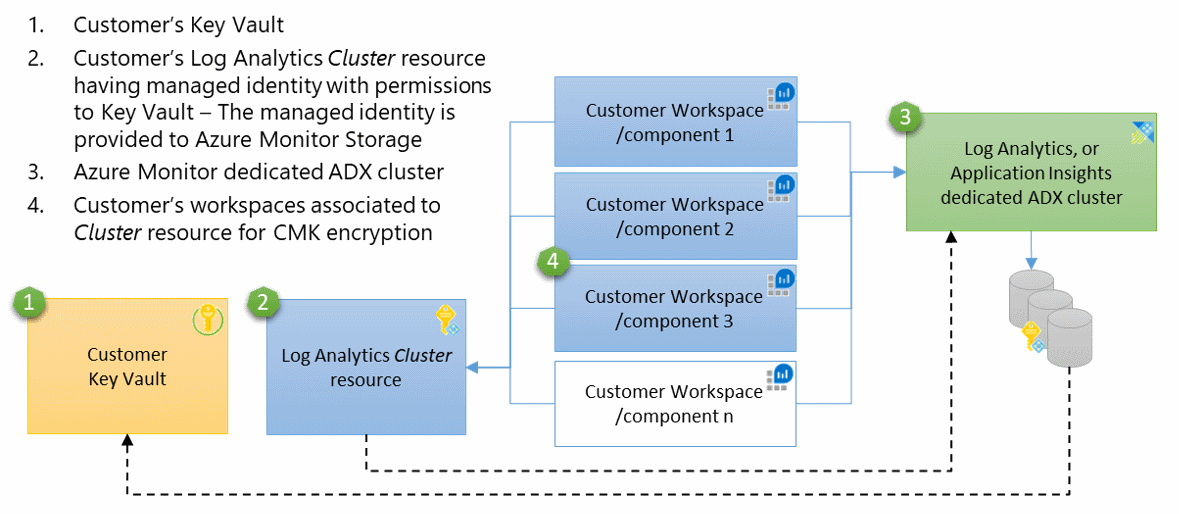 1. Customer’s Key Vault
2. Customer’s Log Analytics Cluster resource
having managed identity with permissions
to Key Vault – The managed identity is
provided to Azure Monitor Storage
3. Azure Monitor dedicated ADX cluster
4. Customer’s workspaces associated to
Cluster resource for CMK encryption
1
Customer
Key Vault
2
Log Analytics Cluster
resource
Customer Workspace
/component 1
Customer Workspace
/component 2
4
Customer Workspace
/component 3
Customer Workspace
/component n
3
Log Analytics, or
Application Insights
dedicated ADX cluster